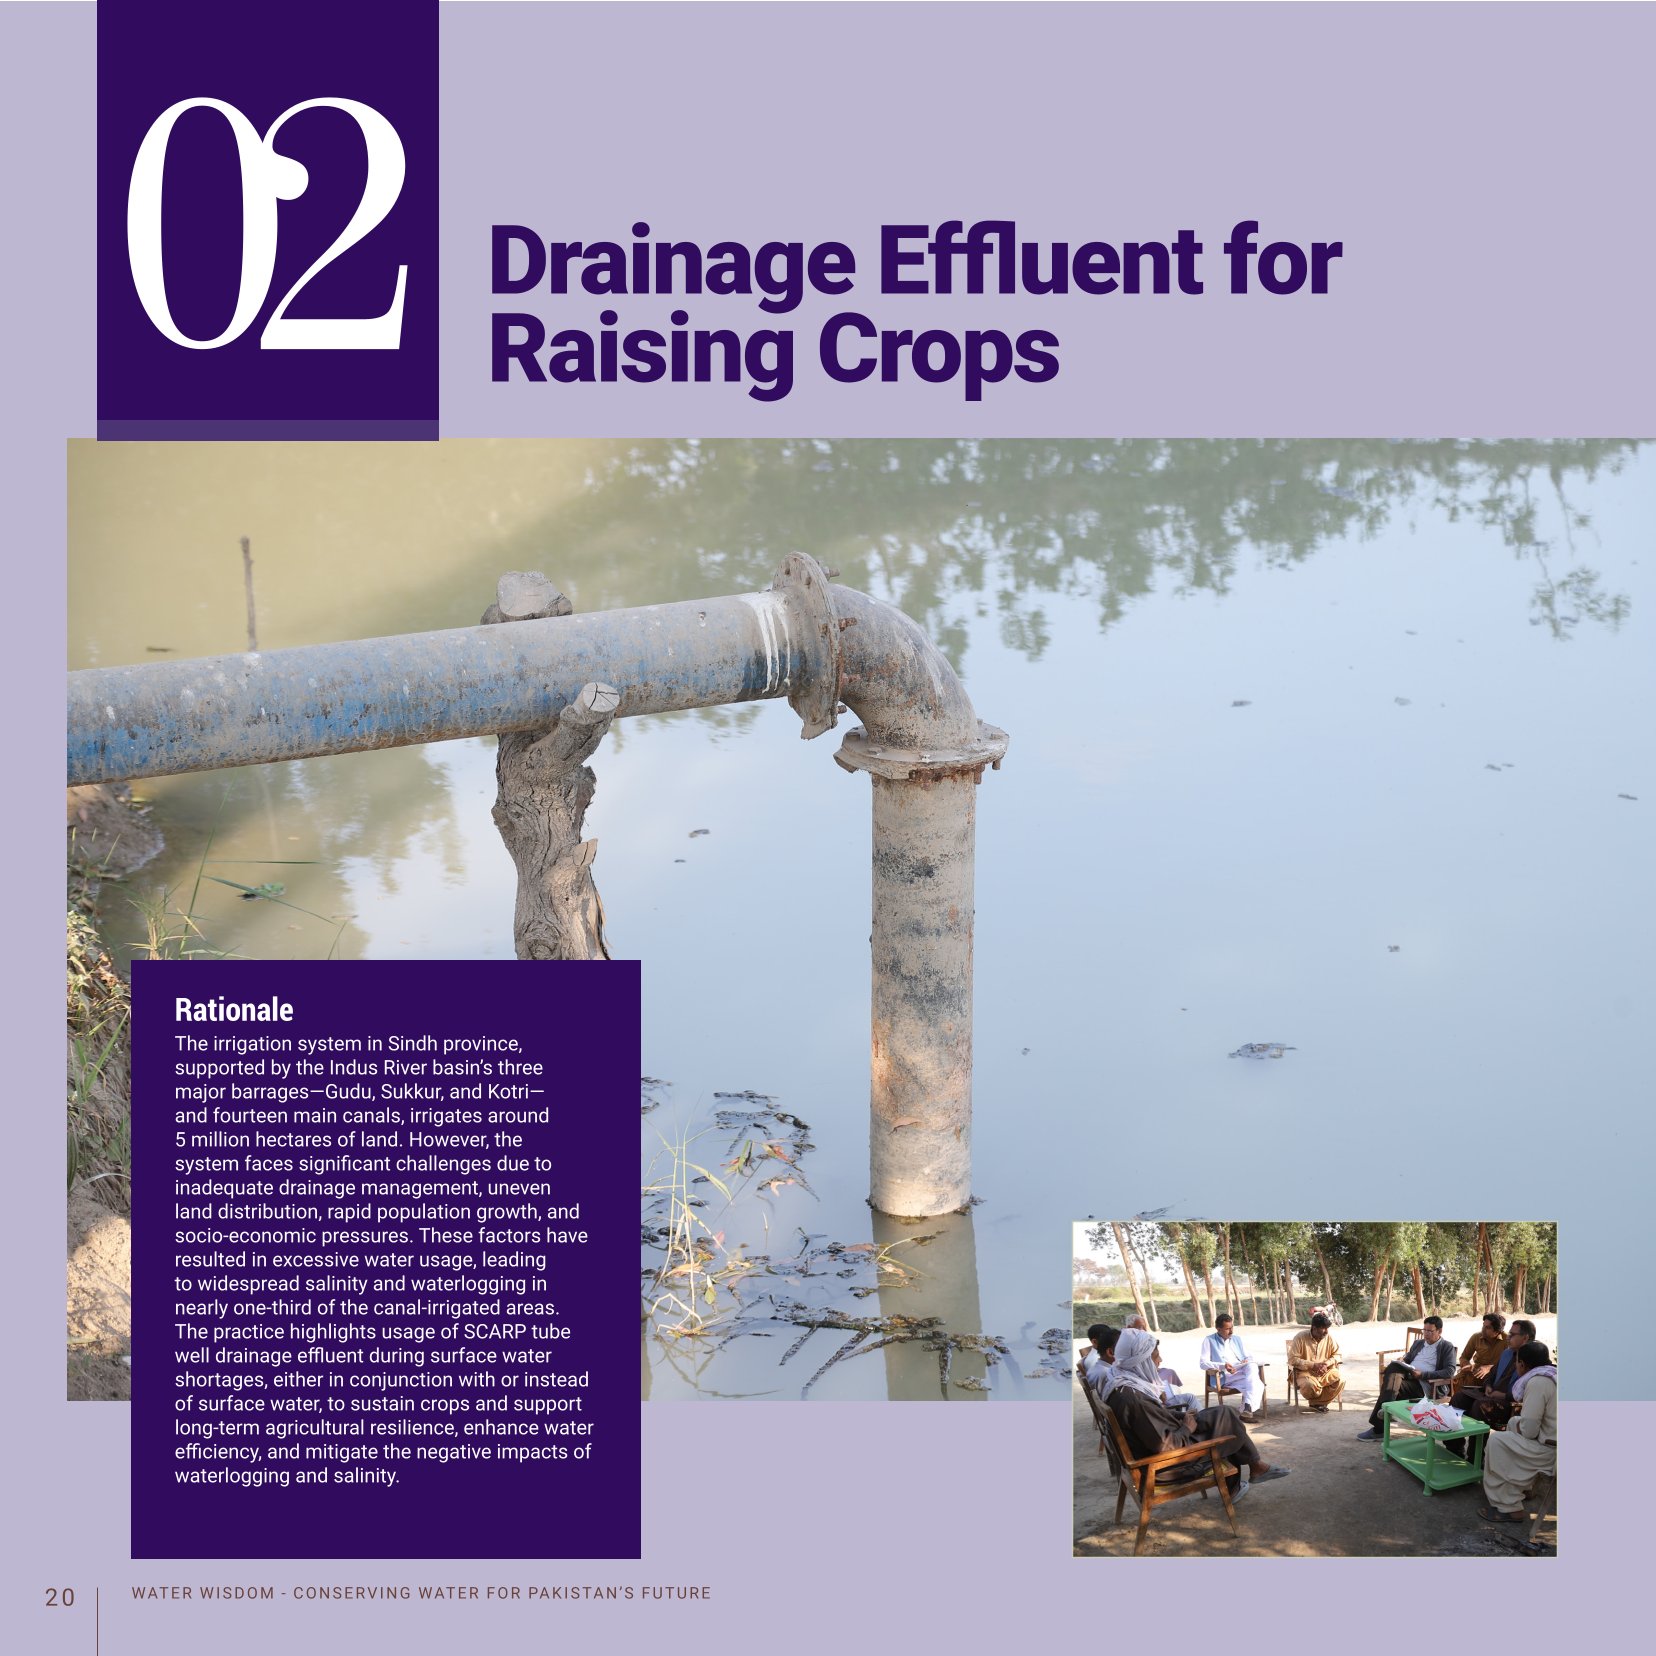 02
Drainage Effluent for
Raising Crops
Rationale
The irrigation system in Sindh province,
supported by the Indus River basin's three
major barrages—Gudu, Sukkur, and Kotri—
and fourteen main canals, irrigates around
5 million hectares of land. However, the
system faces significant challenges due to
inadequate drainage management, uneven
land distribution, rapid population growth, and
socio-economic pressures. These factors have
resulted in excessive water usage, leading
to widespread salinity and waterlogging in
nearly one-third of the canal-irrigated areas.
The practice highlights usage of SCARP tube
well drainage effluent during surface water
shortages, either in conjunction with or instead
of surface water, to sustain crops and support
long-term agricultural resilience, enhance water
efficiency, and mitigate the negative impacts of
waterlogging and salinity.
20
WATER WISDOM - CONSERVING WATER FOR PAKISTAN'S FUTURE